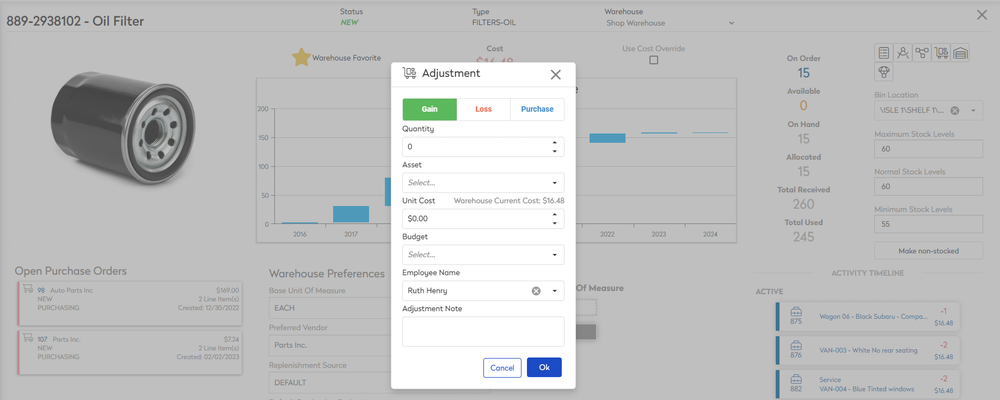 889-2938102 - Oil Filter
Status
NEW
Type
FILTERS-OIL
Warehouse
Shop Warehouse
Warehouse Favorite
Cost
$16.48
Use Cost Override
200
150
100
50
0
2016
2017
2022
2023
2024
On Order
15
Available
0
On Hand
15
Allocated
15
Total Received
260
Total Used
245
Bin Location
\ISLE 1\SHELF 1\...
Maximum Stock Levels
60
Normal Stock Levels
60
Minimum Stock Levels
55
Make non-stocked
Adjustment
Gain
Loss
Purchase
Quantity
0
Asset
Select...
Unit Cost
Warehouse Current Cost: $16.48
$0.00
Budget
Select...
Employee Name
Ruth Henry
Adjustment Note
Cancel
Ok
Open Purchase Orders
98 Auto Parts Inc $169.00
NEW 2 Line Item(s)
PURCHASING Created: 12/30/2022
107 Parts Inc. $7.24
NEW 2 Line Item(s)
PURCHASING Created: 02/03/2023
Warehouse Preferences
Base Unit Of Measure
EACH
Preferred Vendor
Parts Inc.
Replenishment Source
DEFAULT
Of Measure
ACTIVITY TIMELINE
ACTIVE
875
Wagon 06 - Black Subaru - Compa...
-1
$16.48
876
VAN-003 - White No rear seating
-2
$16.48
882
Service
VAN-004 - Blue Tinted windows
-2
$16.48